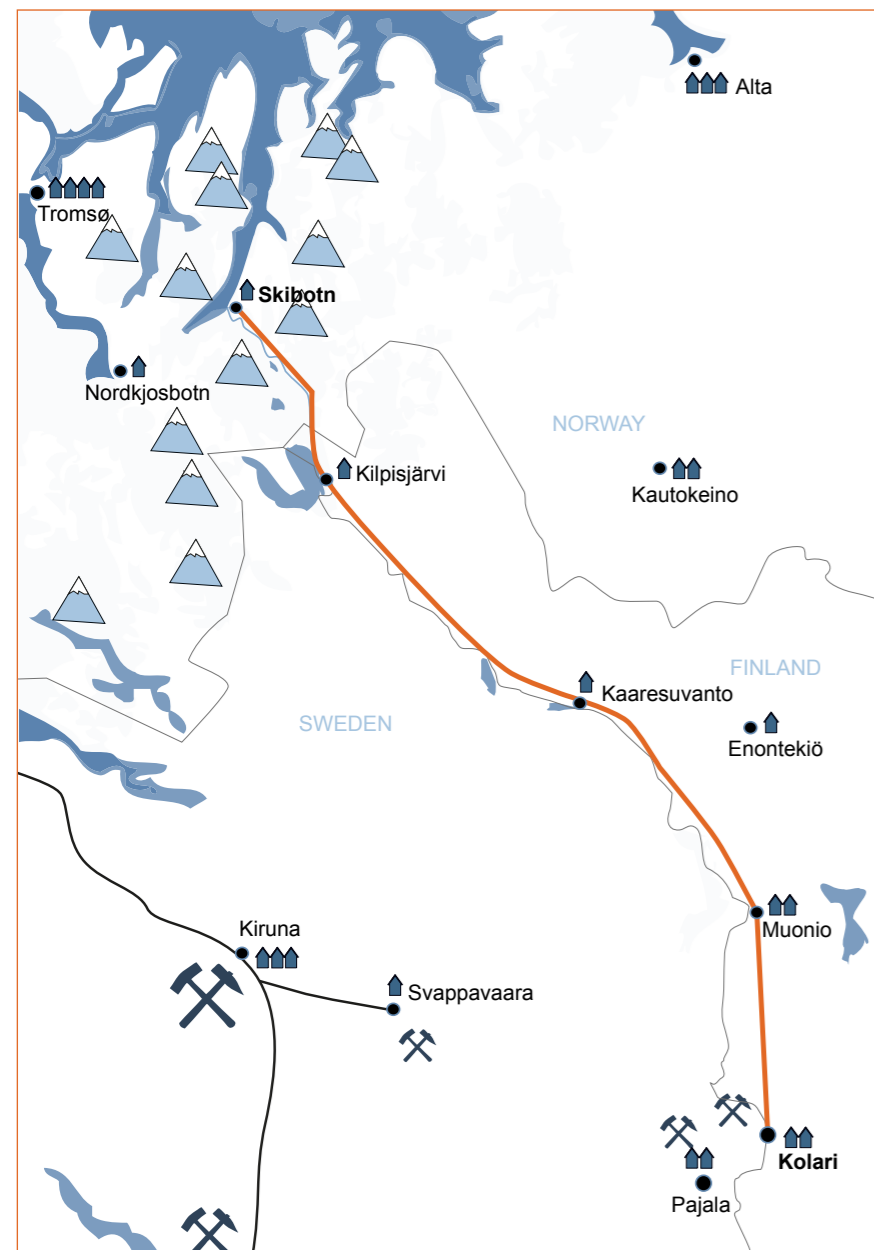 Alta
Tromsø
Skibotn
Nordkjosbotn
NORWAY
Kilpisjärvi
Kautokeino
FINLAND
Kaaresuvanto
SWEDEN
Enontekiö
Kiruna
Muonio
Svappavaara
Kolari
Pajala